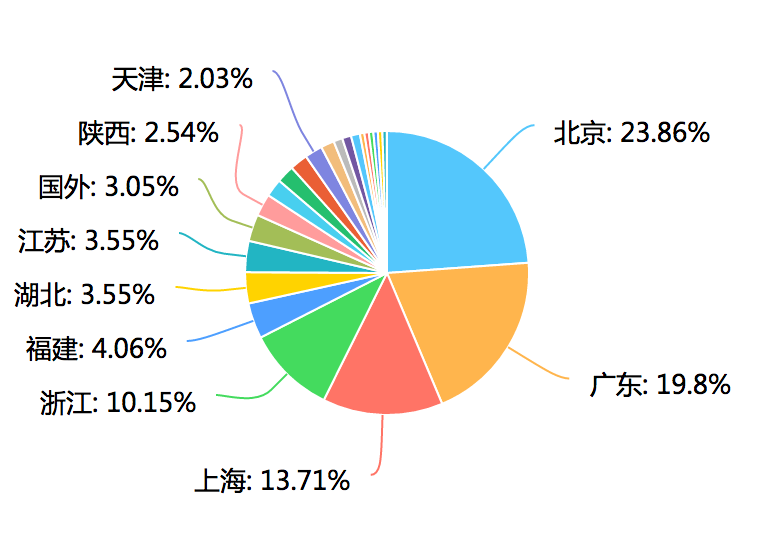 天津: 2.03%
陕西: 2.54%
国外: 3.05%
江苏: 3.55%
湖北: 3.55%
福建: 4.06%
浙江: 10.15%
上海: 13.71%
北京: 23.86%
广东: 19.8%